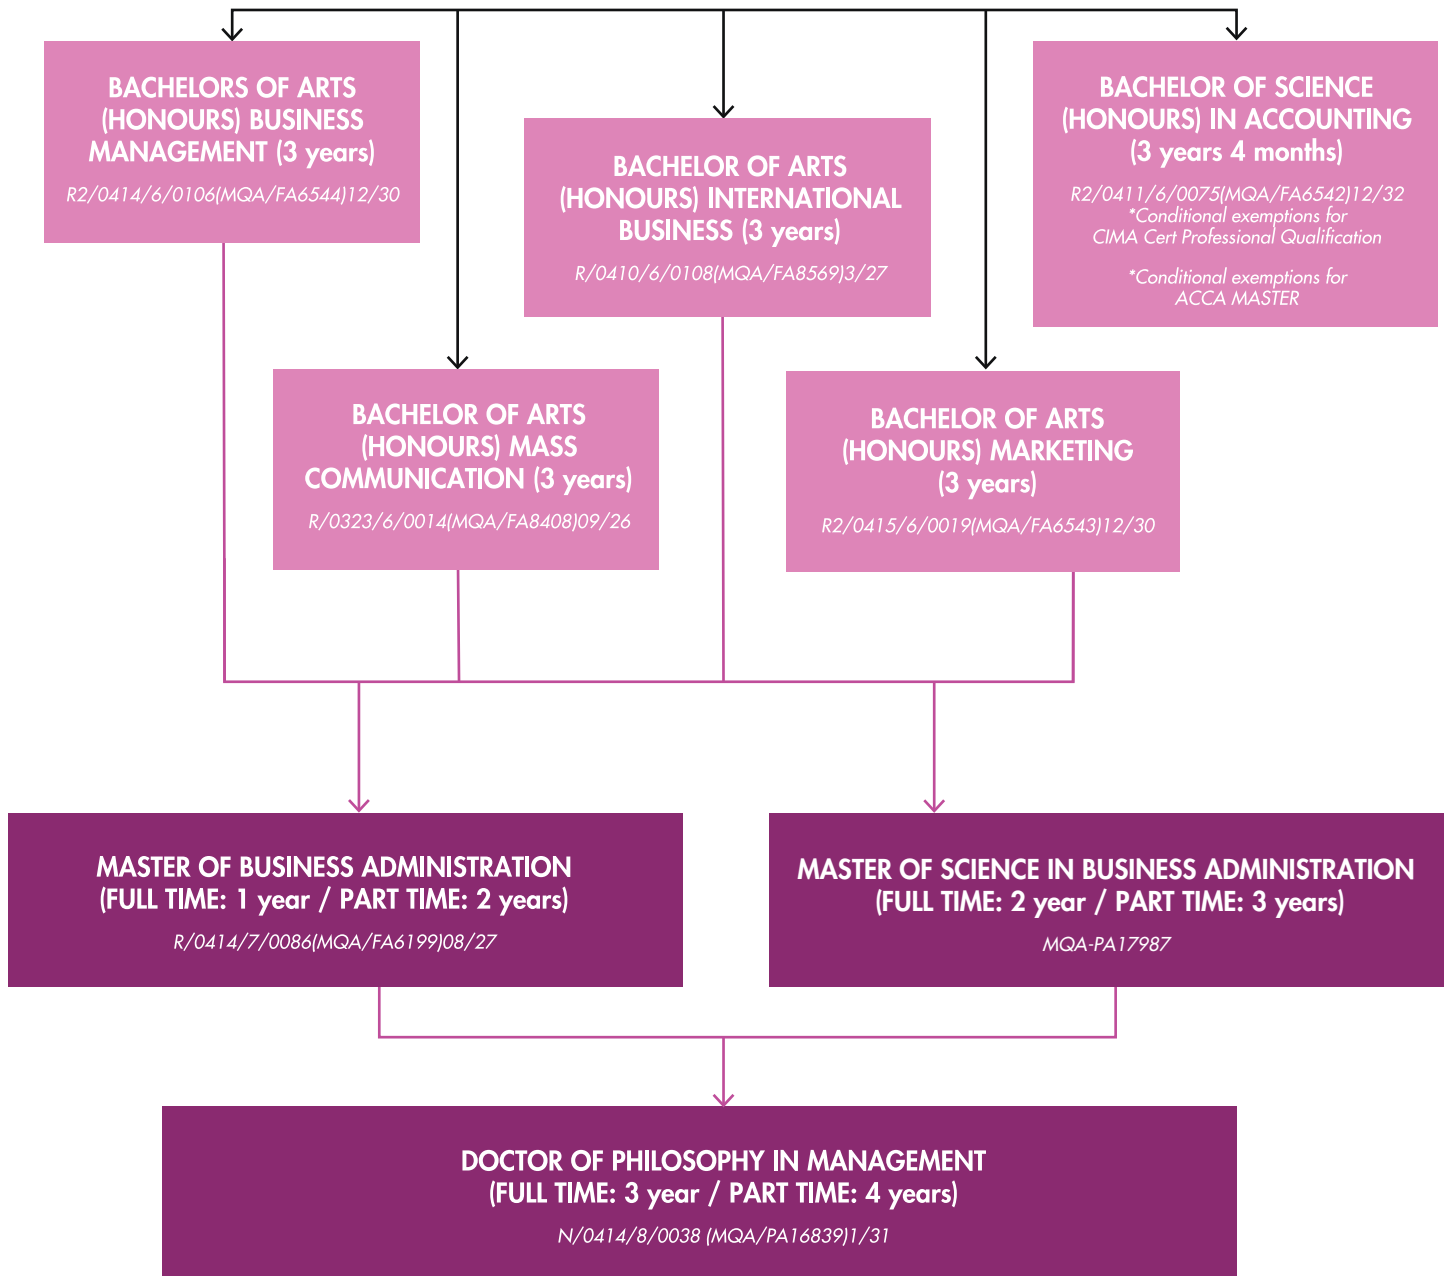 BACHELORS OF ARTS
(HONOURS) BUSINESS
MANAGEMENT (3 years)
R2/0414/6/0106(MQA/FA6544)12/30
BACHELOR OF ARTS
(HONOURS) INTERNATIONAL
BUSINESS (3 years)
R/0410/6/0108(MQA/FA8569)3/27
BACHELOR OF SCIENCE
(HONOURS) IN ACCOUNTING
(3 years 4 months)
R2/0411/6/0075(MQA/FA6542)12/32
*Conditional exemptions for
CIMA Cert Professional Qualification
*Conditional exemptions for
ACCA MASTER
BACHELOR OF ARTS
(HONOURS) MASS
COMMUNICATION (3 years)
R/0323/6/0014(MQA/FA8408)09/26
BACHELOR OF ARTS
(HONOURS) MARKETING
(3 years)
R2/0415/6/0019(MQA/FA6543)12/30
MASTER OF BUSINESS ADMINISTRATION
(FULL TIME: 1 year / PART TIME: 2 years)
R/0414/7/0086(MQA/FA6199)08/27
MASTER OF SCIENCE IN BUSINESS ADMINISTRATION
(FULL TIME: 2 year / PART TIME: 3 years)
MQA-PA17987
DOCTOR OF PHILOSOPHY IN MANAGEMENT
(FULL TIME: 3 year / PART TIME: 4 years)
N/0414/8/0038 (MQA/PA16839)1/31